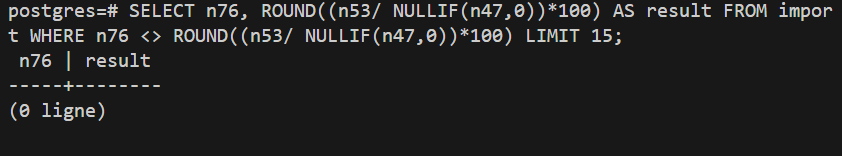 postgres=# SELECT n76, ROUND((n53/ NULLIF(n47,0))*100) AS result FROM impor
t WHERE n76 <> ROUND((n53/ NULLIF(n47,0))*100) LIMIT 15;
 n76 | result
-----+--------
(0 ligne)